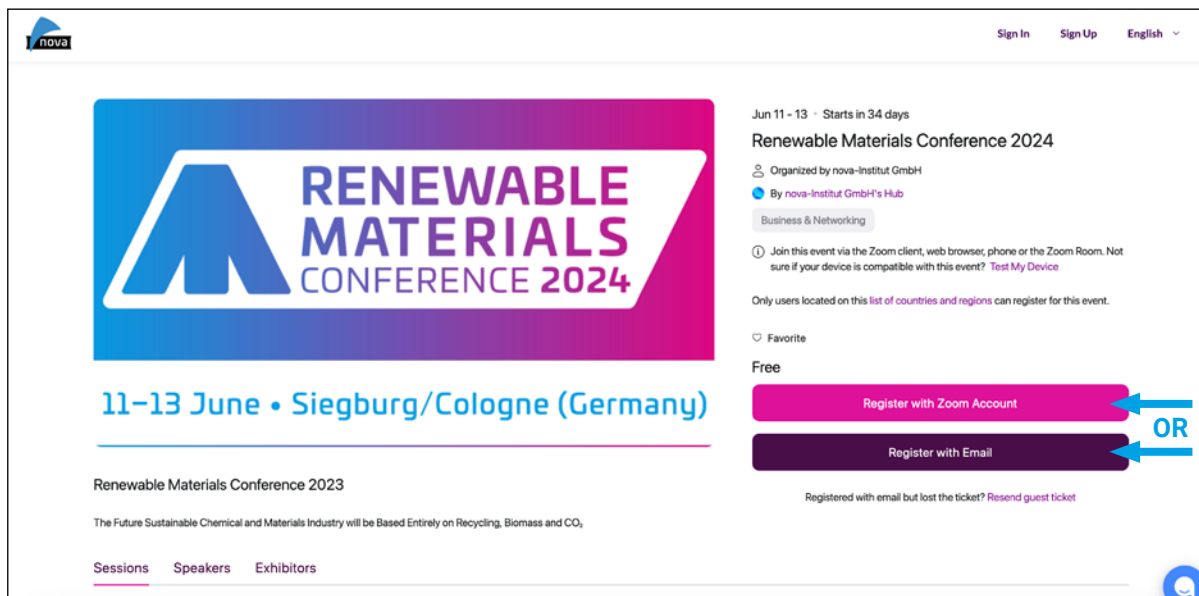 nova
Sign In
Sign Up
English
RENEWABLE
MATERIALS
CONFERENCE 2024
11–13 June • Siegburg/Cologne (Germany)
Renewable Materials Conference 2023
The Future Sustainable Chemical and Materials Industry will be Based Entirely on Recycling, Biomass and CO₂
Sessions
Speakers
Exhibitors
Jun 11 - 13 • Starts in 34 days
Renewable Materials Conference 2024
Organized by nova-Institut GmbH
By nova-Institut GmbH's Hub
Business & Networking
Join this event via the Zoom client, web browser, phone or the Zoom Room. Not
sure if your device is compatible with this event? Test My Device
Only users located on this list of countries and regions can register for this event.
Favorite
Free
Register with Zoom Account
OR
Register with Email
Registered with email but lost the ticket? Resend guest ticket